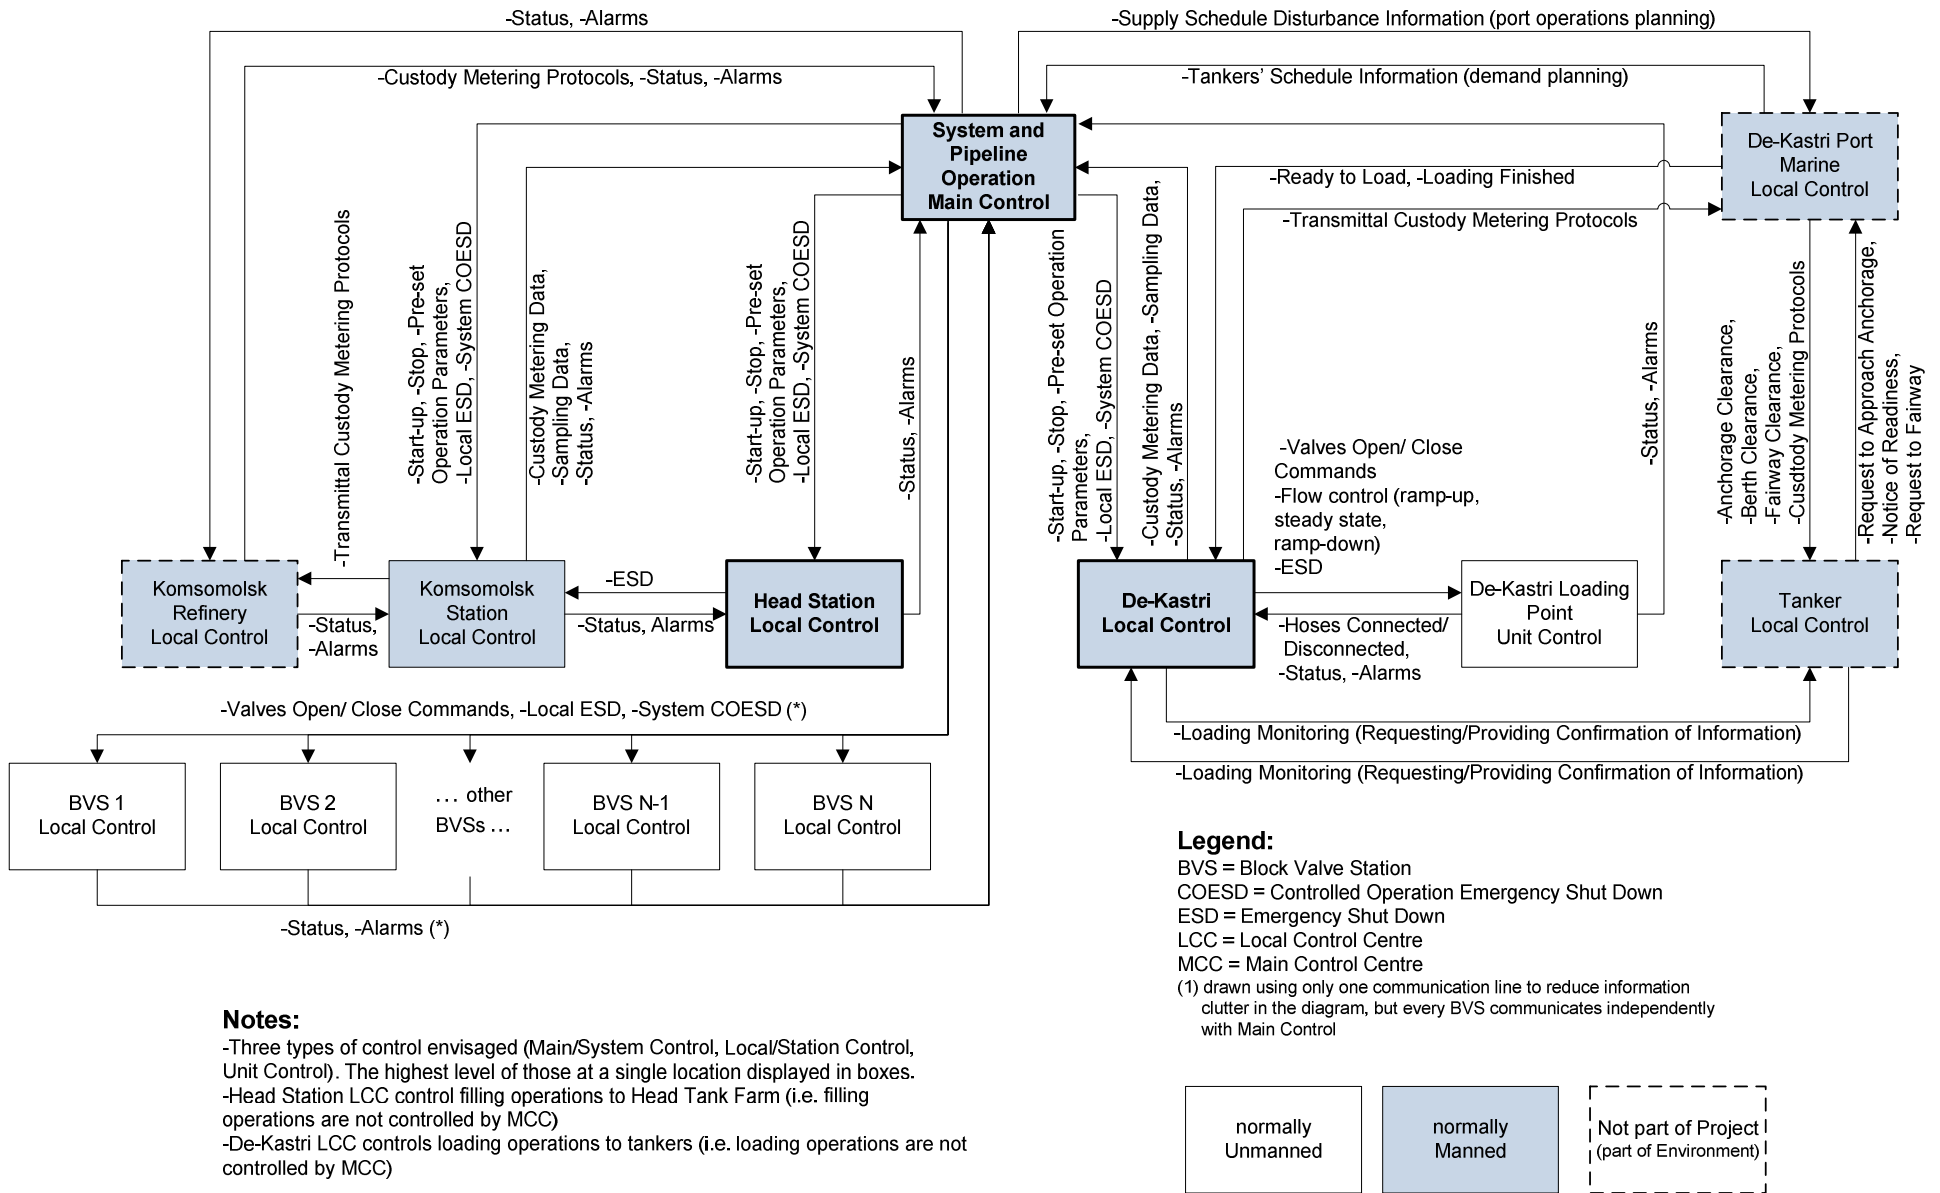 -Status, -Alarms
-Supply Schedule Disturbance Information (port operations planning)
-Custody Metering Protocols, -Status, -Alarms
-Tankers' Schedule Information (demand planning)
System and
Pipeline
Operation
Main Control
De-Kastri Port
Marine
Local Control
-Ready to Load, -Loading Finished
-Transmittal Custody Metering Protocols
-Transmittal Custody Metering Protocols
-Start-up, -Stop, -Pre-set
Operation Parameters,
-Local ESD, -System COESD
-Custody Metering Data,
-Sampling Data,
-Status, -Alarms
-Start-up, -Stop, -Pre-set
Operation Parameters,
-Local ESD, -System COESD
-Status, -Alarms
-Start-up, -Stop, -Pre-set Operation
Parameters,
-Local ESD, -System COESD
-Custody Metering Data, -Sampling Data,
-Status, -Alarms
-Valves Open/ Close
Commands
-Flow control (ramp-up,
steady state,
ramp-down)
-ESD
-Status, -Alarms
-Anchorage Clearance,
-Berth Clearance,
-Fairway Clearance,
-Cusdtody Metering Protocols
-Request to Approach Anchorage,
-Notice of Readiness,
-Request to Fairway
Komsomolsk
Refinery
Local Control
-Status,
-Alarms
Komsomolsk
Station
Local Control
-ESD
-Status, Alarms
Head Station
Local Control
De-Kastri
Local Control
-Hoses Connected/
Disconnected,
-Status, -Alarms
De-Kastri Loading
Point
Unit Control
Tanker
Local Control
-Valves Open/ Close Commands, -Local ESD, -System COESD (*)
-Loading Monitoring (Requesting/Providing Confirmation of Information)
-Loading Monitoring (Requesting/Providing Confirmation of Information)
BVS 1
Local Control
BVS 2
Local Control
... other
BVSs ...
BVS N-1
Local Control
BVS N
Local Control
-Status, -Alarms (*)
Legend:
BVS = Block Valve Station
COESD = Controlled Operation Emergency Shut Down
ESD = Emergency Shut Down
LCC = Local Control Centre
MCC = Main Control Centre
(1) drawn using only one communication line to reduce information
clutter in the diagram, but every BVS communicates independently
with Main Control
Notes:
-Three types of control envisaged (Main/System Control, Local/Station Control,
Unit Control). The highest level of those at a single location displayed in boxes.
-Head Station LCC control filling operations to Head Tank Farm (i.e. filling
operations are not controlled by MCC)
-De-Kastri LCC controls loading operations to tankers (i.e. loading operations are not
controlled by MCC)
normally
Unmanned
normally
Manned
Not part of Project
(part of Environment)